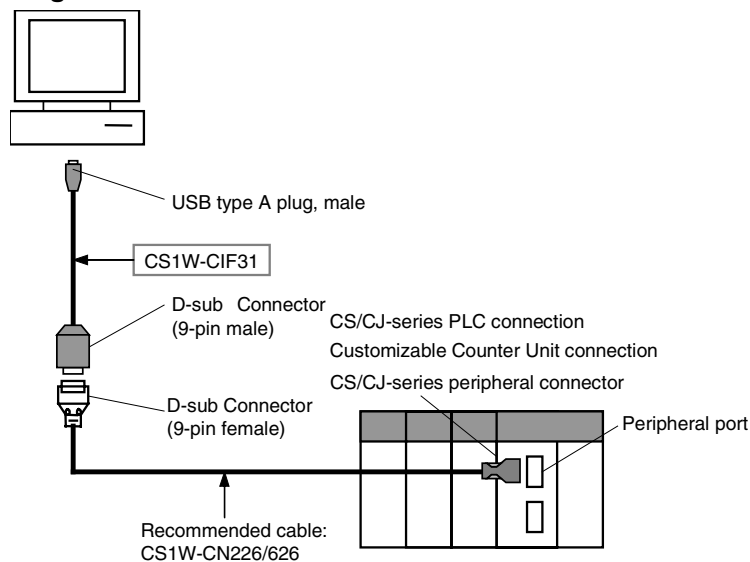 USB type A plug, male
CS1W-CIF31
D-sub Connector
(9-pin male)
CS/CJ-series PLC connection
Customizable Counter Unit connection
CS/CJ-series peripheral connector
D-sub Connector
(9-pin female)
Peripheral port
Recommended cable:
CS1W-CN226/626